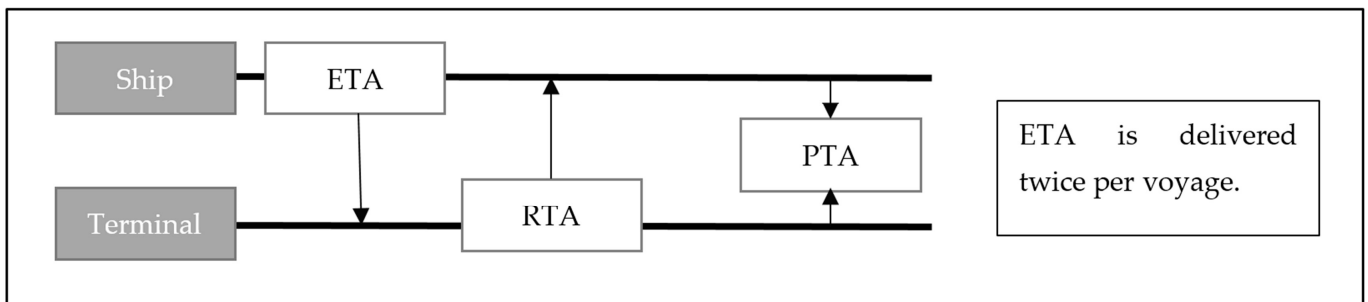 Ship
ETA
PTA
ETA is delivered
twice per voyage.
Terminal
RTA